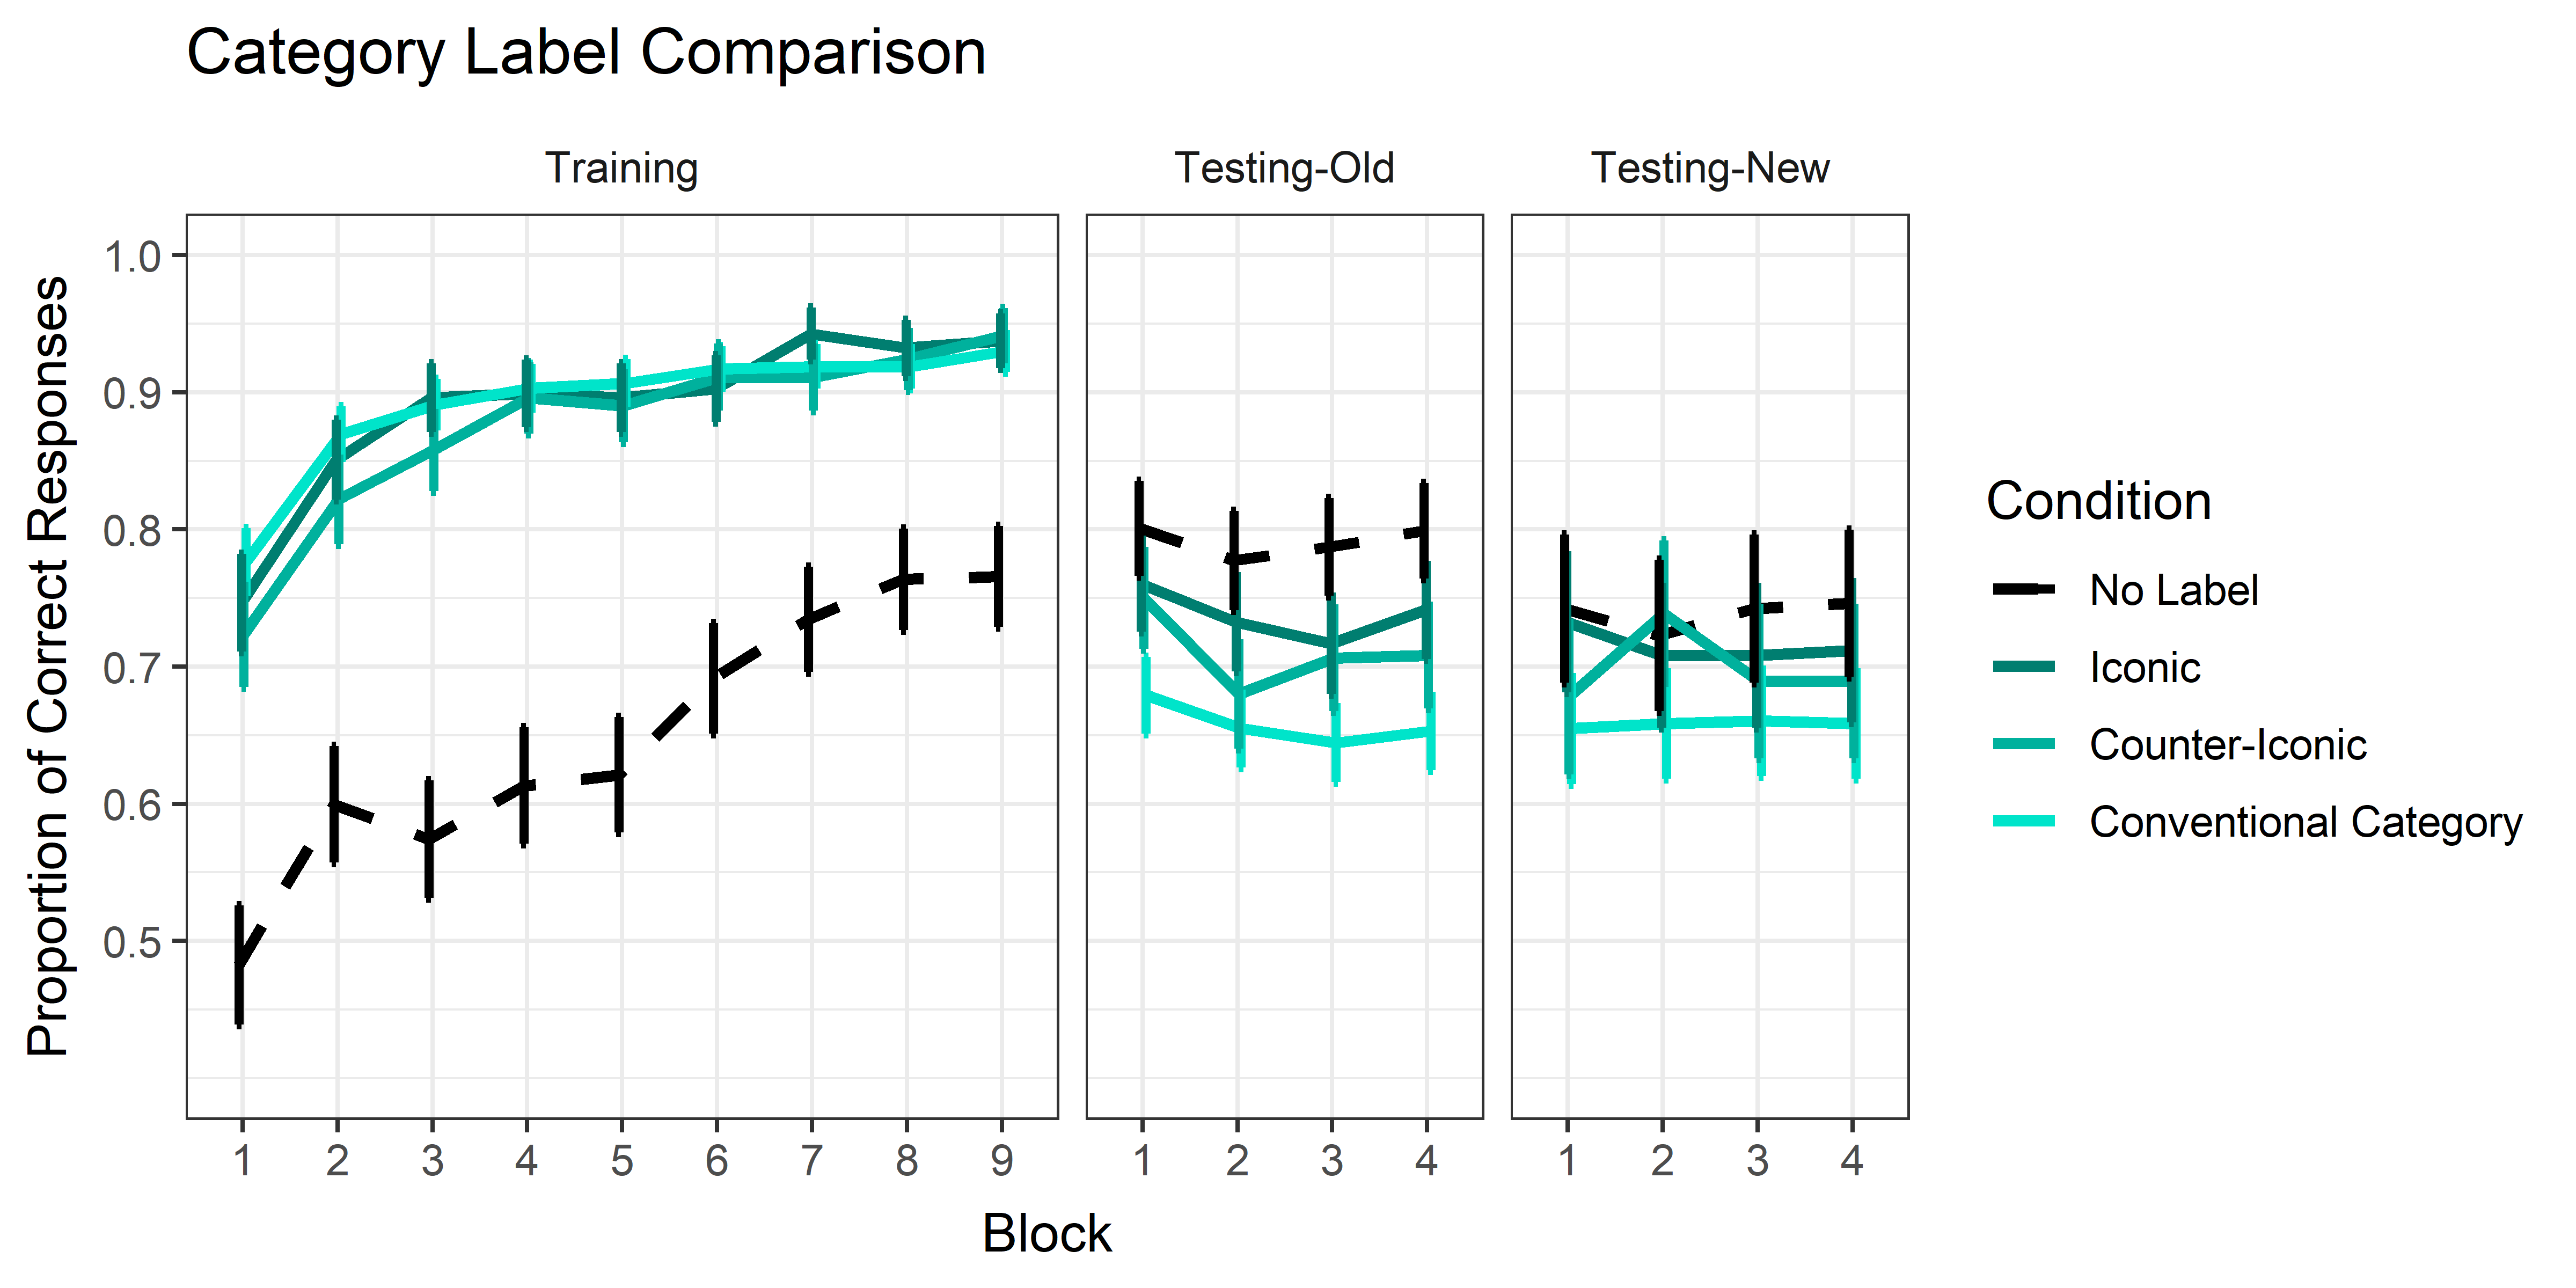 Category Label Comparison
Training
Testing-Old
Testing-New
Proportion of Correct Responses
1.0
0.9
0.8
0.7
0.6
0.5
1 2 3 4 5 6 7 8 9
1 2 3 4
1 2 3 4
Block
Condition
No Label
Iconic
Counter-Iconic
Conventional Category